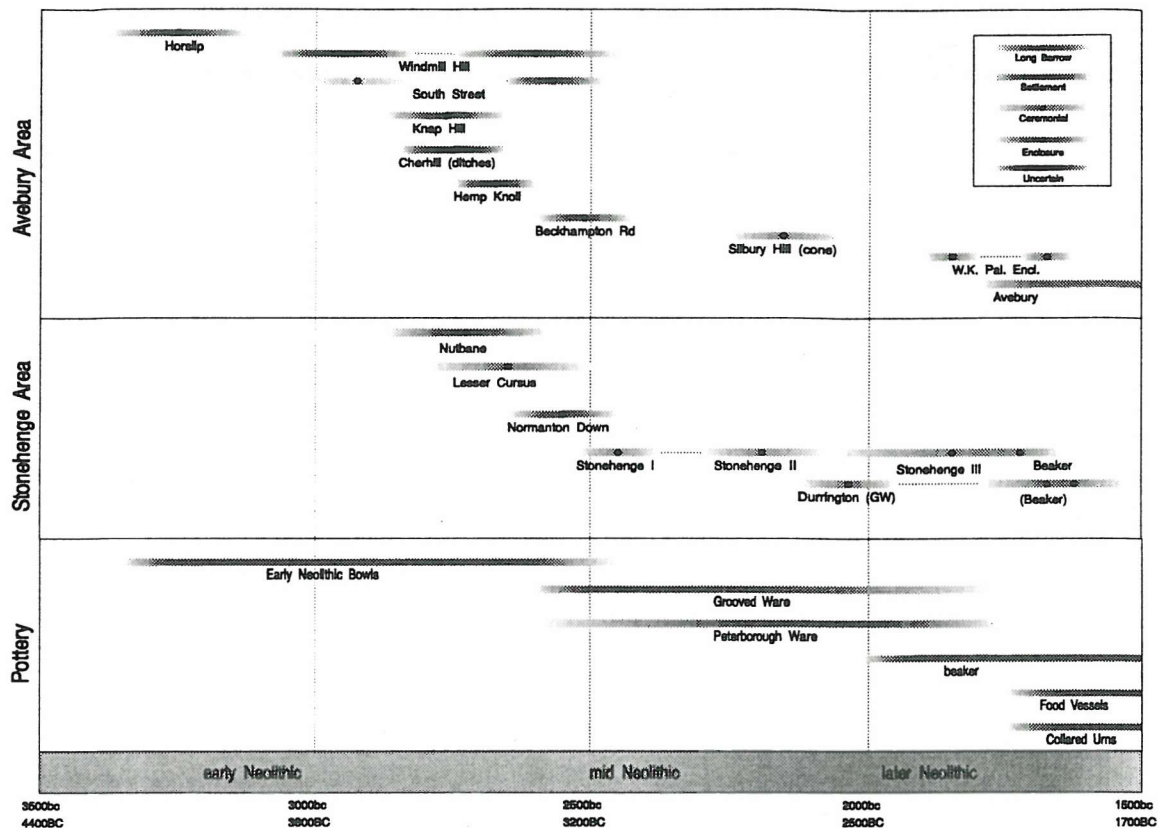 Avebury Area
Horslip
Windmill Hill
South Street
Knap Hill
Cherhill (ditches)
Hemp Knoll
Beckhampton Rd
Silbury Hill (cone)
W.K. Pal. Encl.
Avebury
Long Barrow
Settlement
Ceremonial
Enclosure
Uncertain
Stonehenge Area
Nutbane
Lesser Cursus
Normanton Down
Stonehenge I
Stonehenge II
Stonehenge III
Beaker
Durrington (GW)
(Beaker)
Pottery
Early Neolithic Bowls
Grooved Ware
Peterborough Ware
beaker
Food Vessels
Collared Urns
early Neolithic
mid Neolithic
later Neolithic
3500bc
3000bc
2500bc
2000bc
1500bc
4400BC
3800BC
3200BC
2500BC
1700BC